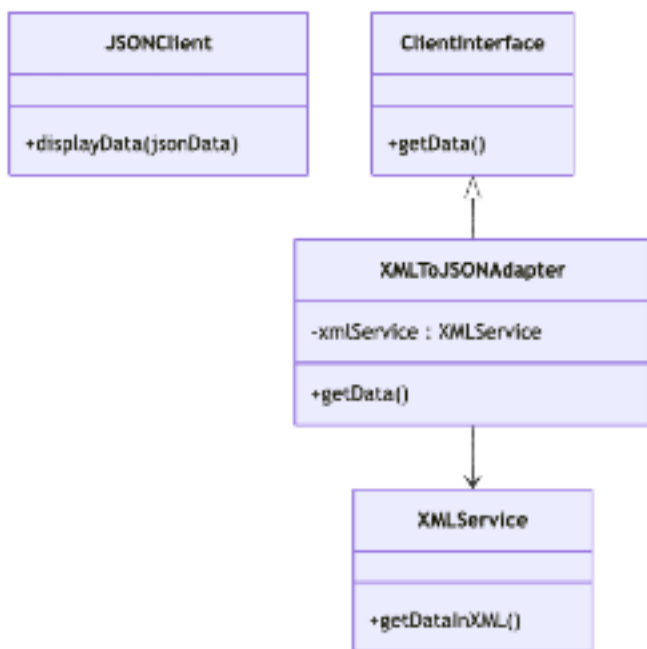 JSONClient
+displayData(jsonData)
ClientInterface
+getData()
XMLToJSONAdapter
-xmlService : XMLService
+getData()
XMLService
+getDataInXML()